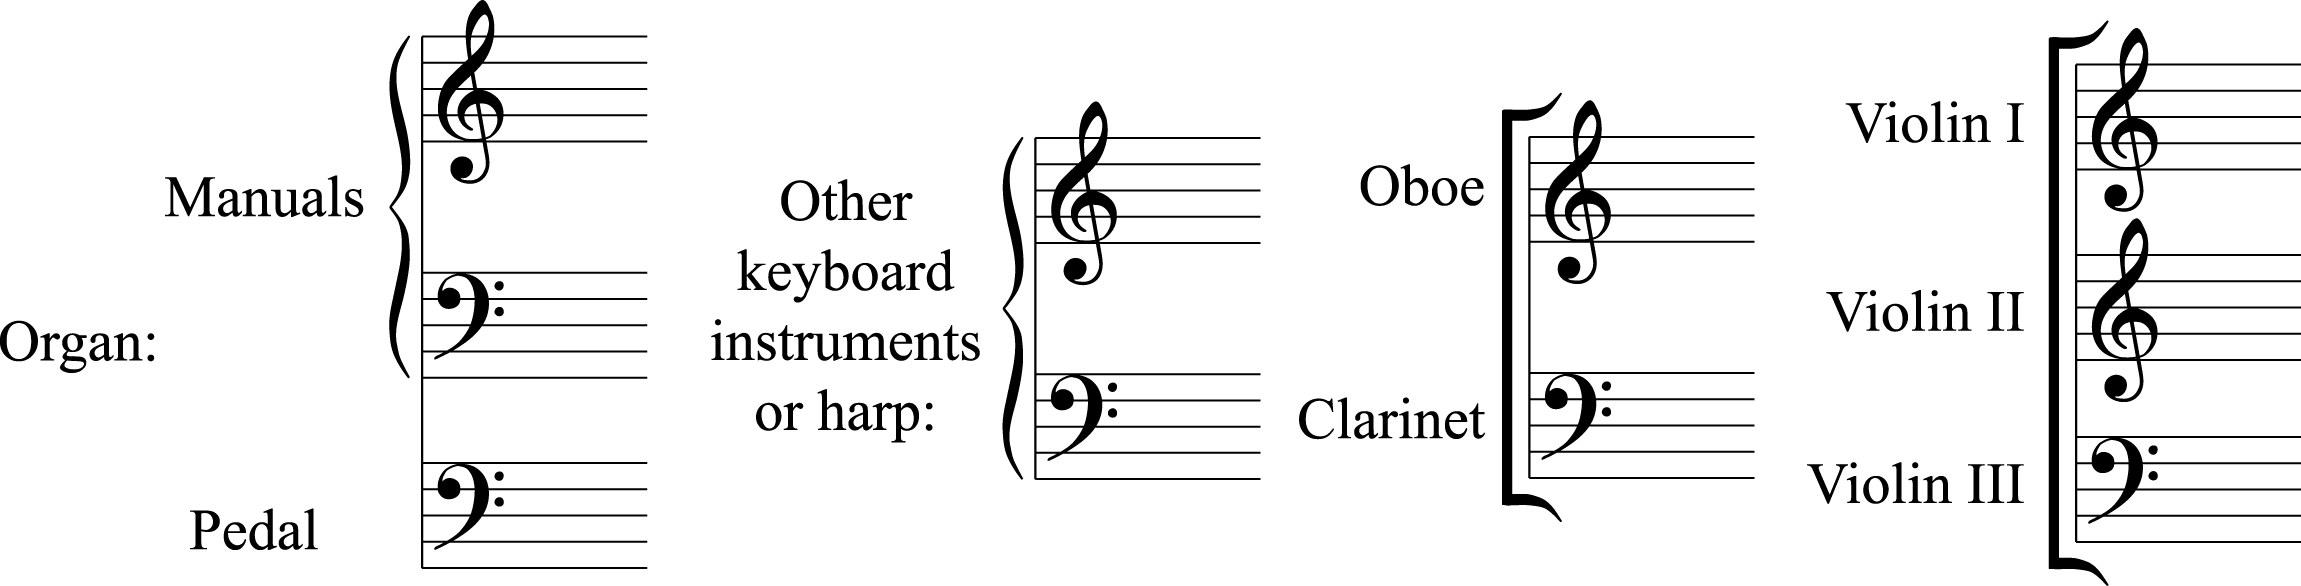 Organ:
Manuals
Pedal
Other
keyboard
instruments
or harp:
Oboe
Clarinet
Violin I
Violin II
Violin III